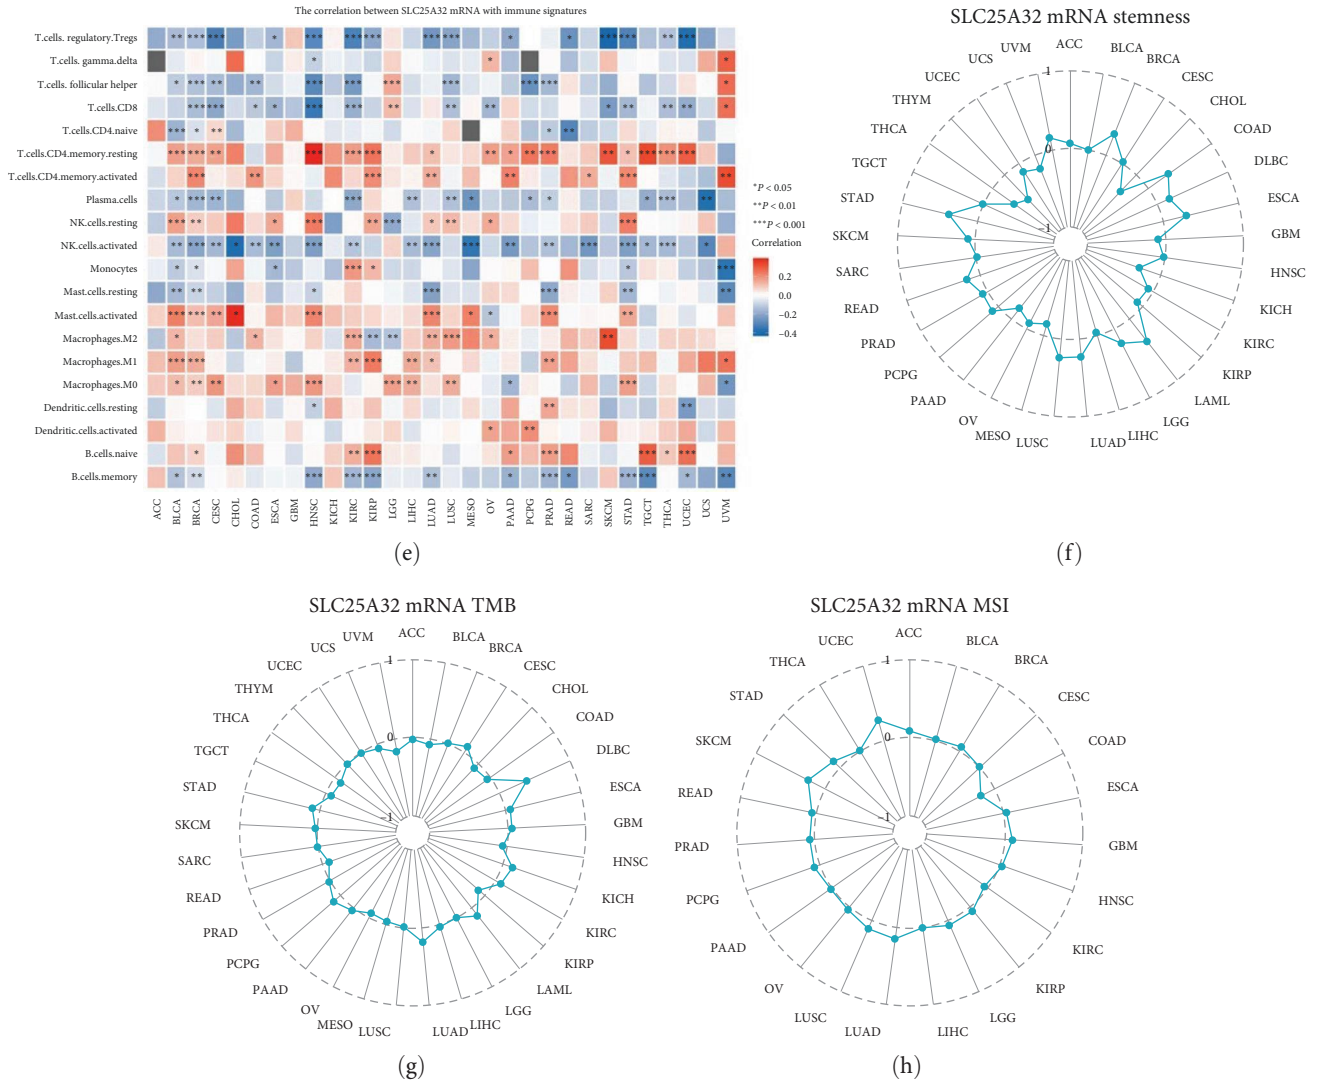 The correlation between SLC25A32 mRNA with immune signatures
T.cells. regulatory.Tregs
T.cells. gamma.delta
T.cells. follicular helper
T.cells.CD8
T.cells.CD4.naive
T.cells.CD4.memory.resting
T.cells.CD4.memory.activated
Plasma.cells
NK.cells.resting
NK.cells.activated
Monocytes
Mast.cells.resting
Mast.cells.activated
Macrophages.M2
Macrophages.M1
Macrophages.M0
Dendritic.cells.resting
Dendritic.cells.activated
B.cells.naive
B.cells.memory
ACC BLCA BRCA CESC CHOL COAD ESCA GBM HNSC KICH KIRC KIRP LGG LIHC LUAD LUSC MESO OV PAAD PCPG PRAD READ SARC SKCM STAD TGCT THCA UCEC UCS UVM
*P < 0.05
**P < 0.01
***P < 0.001
Correlation
0.2
0.0
−0.2
−0.4
(e)
SLC25A32 mRNA stemness
ACC
BLCA
BRCA
CESC
CHOL
COAD
DLBC
ESCA
GBM
HNSC
KICH
KIRC
KIRP
LAML
LGG
LIHC
LUAD
LUSC
MESO
OV
PAAD
PCPG
PRAD
READ
SARC
SKCM
STAD
TGCT
THCA
THYM
UCEC
UCS
UVM
1
0
−1
(f)
SLC25A32 mRNA TMB
ACC
BLCA
BRCA
CESC
CHOL
COAD
DLBC
ESCA
GBM
HNSC
KICH
KIRC
KIRP
LAML
LGG
LIHC
LUAD
LUSC
MESO
OV
PAAD
PCPG
PRAD
READ
SARC
SKCM
STAD
TGCT
THCA
THYM
UCEC
UCS
UVM
1
0
−1
(g)
SLC25A32 mRNA MSI
ACC
BLCA
BRCA
CESC
COAD
ESCA
GBM
HNSC
KIRC
KIRP
LGG
LIHC
LUAD
LUSC
OV
PAAD
PCPG
PRAD
READ
SKCM
STAD
THCA
UCEC
1
0
−1
(h)